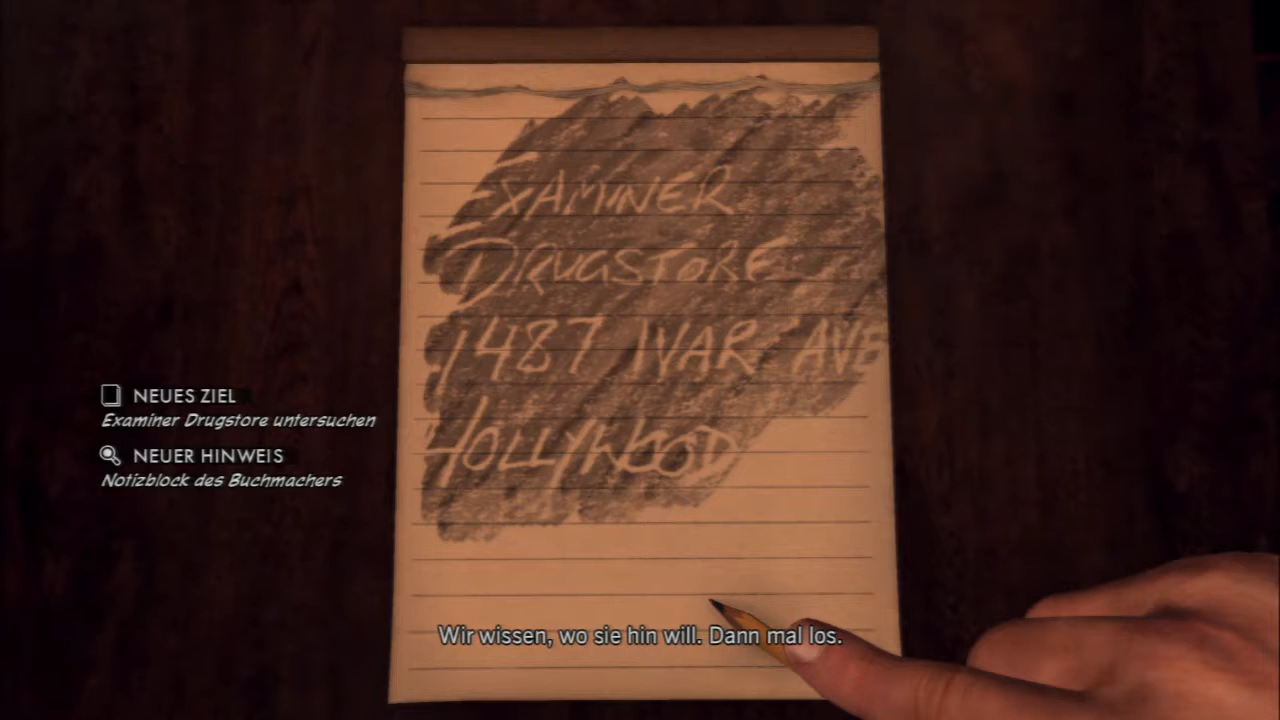 EXAMINER
DRUGSTORE
1487 IVAR AVE
HOLLYWOOD
NEUES ZIEL
Examiner Drugstore untersuchen
NEUER HINWEIS
Notizblock des Buchmachers
Wir wissen, wo sie hin will. Dann mal los.